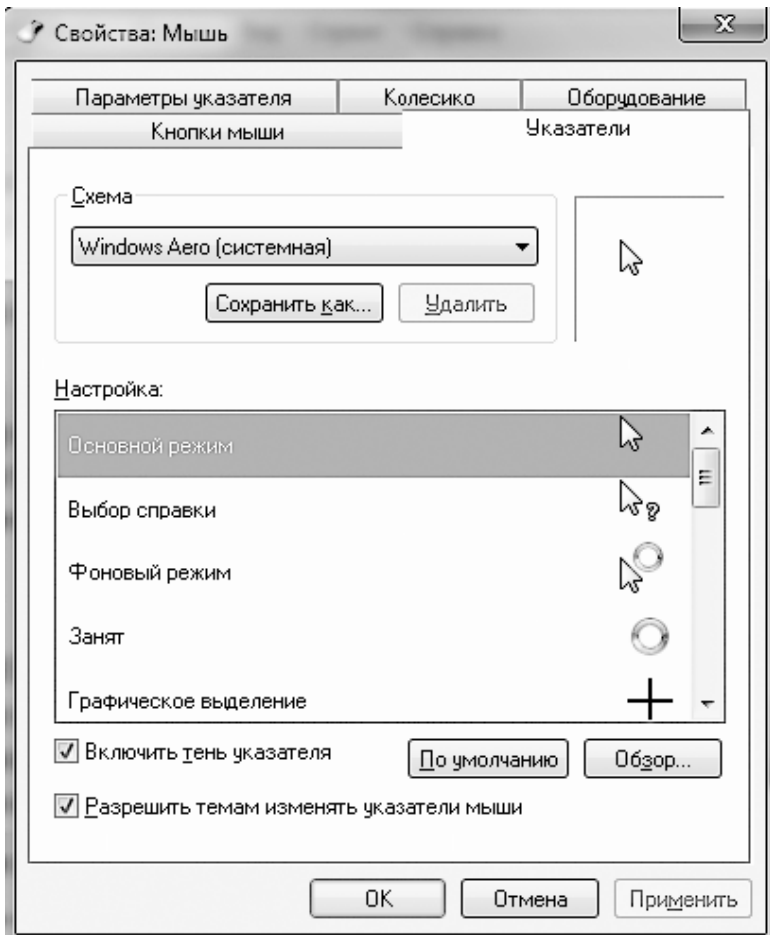 Свойства: Мышь
Параметры указателя
Колесико
Оборудование
Кнопки мыши
Указатели
Схема
Windows Aero (системная)
Сохранить как...
Удалить
Настройка:
Основной режим
Выбор справки
Фоновый режим
Занят
Графическое выделение
Включить тень указателя
По умолчанию
Обзор...
Разрешить темам изменять указатели мыши
OK
Отмена
Применить